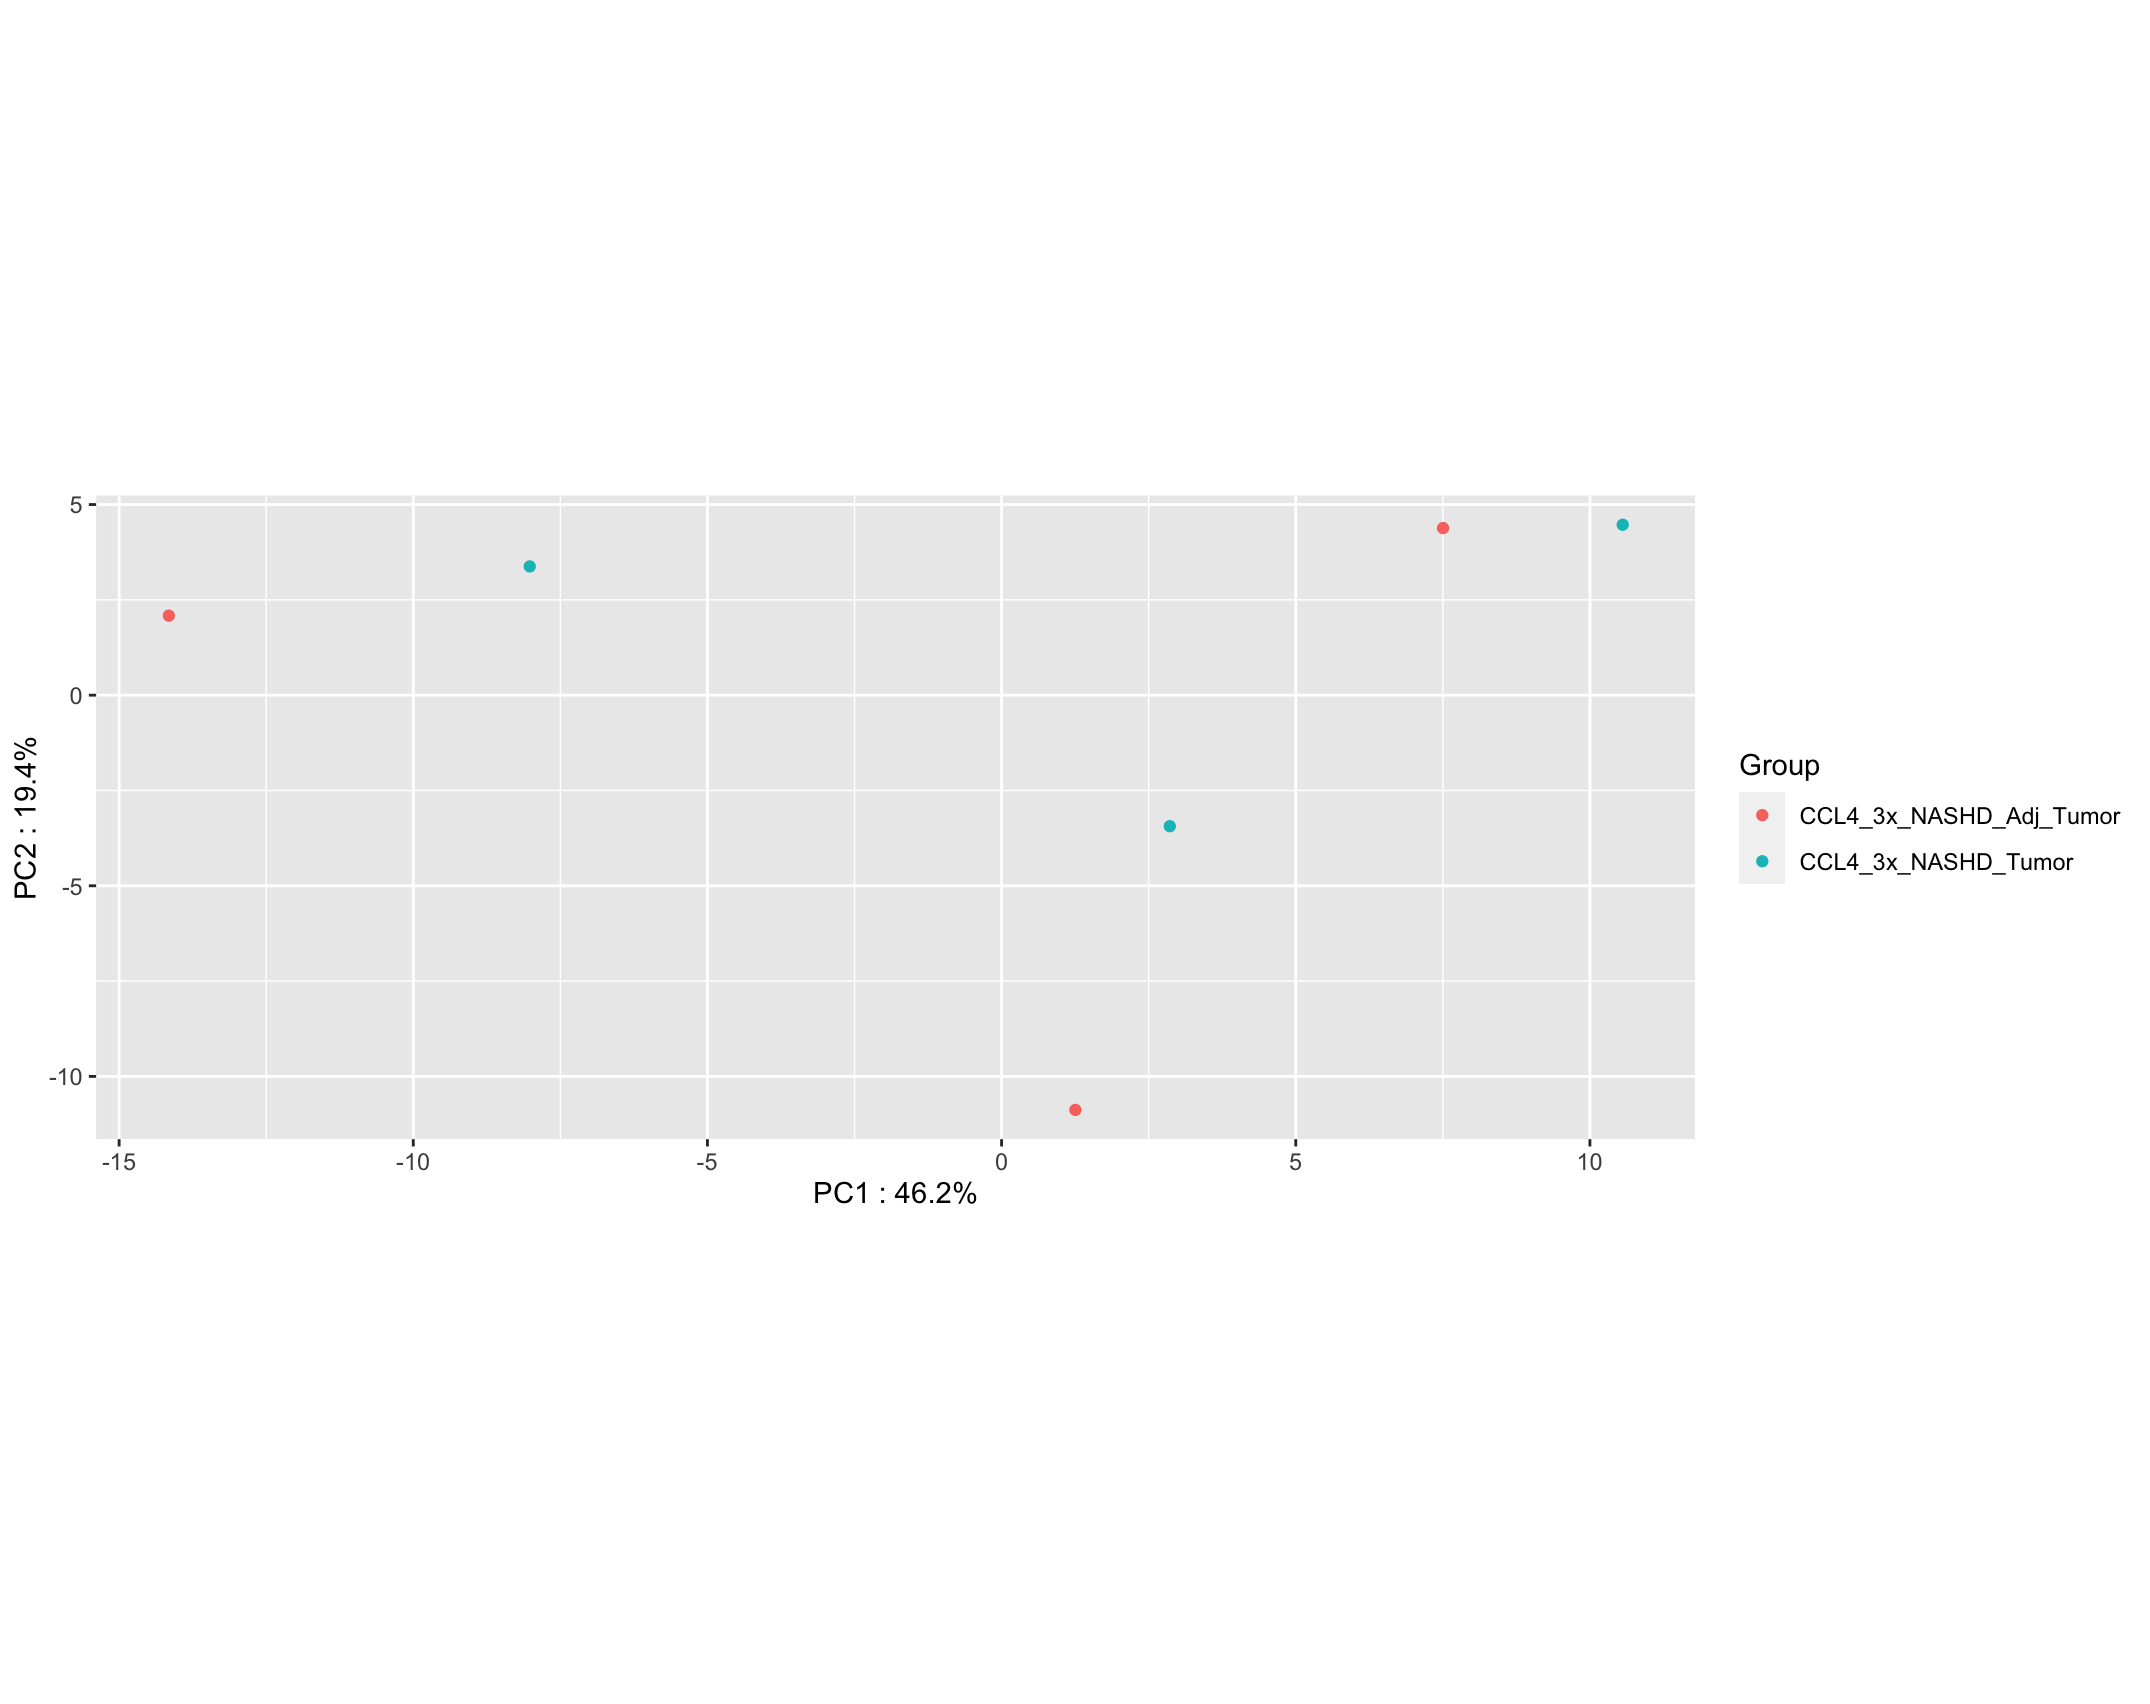 5
0
-5
-10
-15
-10
-5
0
5
10
PC1 : 46.2%
PC2 : 19.4%
Group
CCL4_3x_NASHD_Adj_Tumor
CCL4_3x_NASHD_Tumor